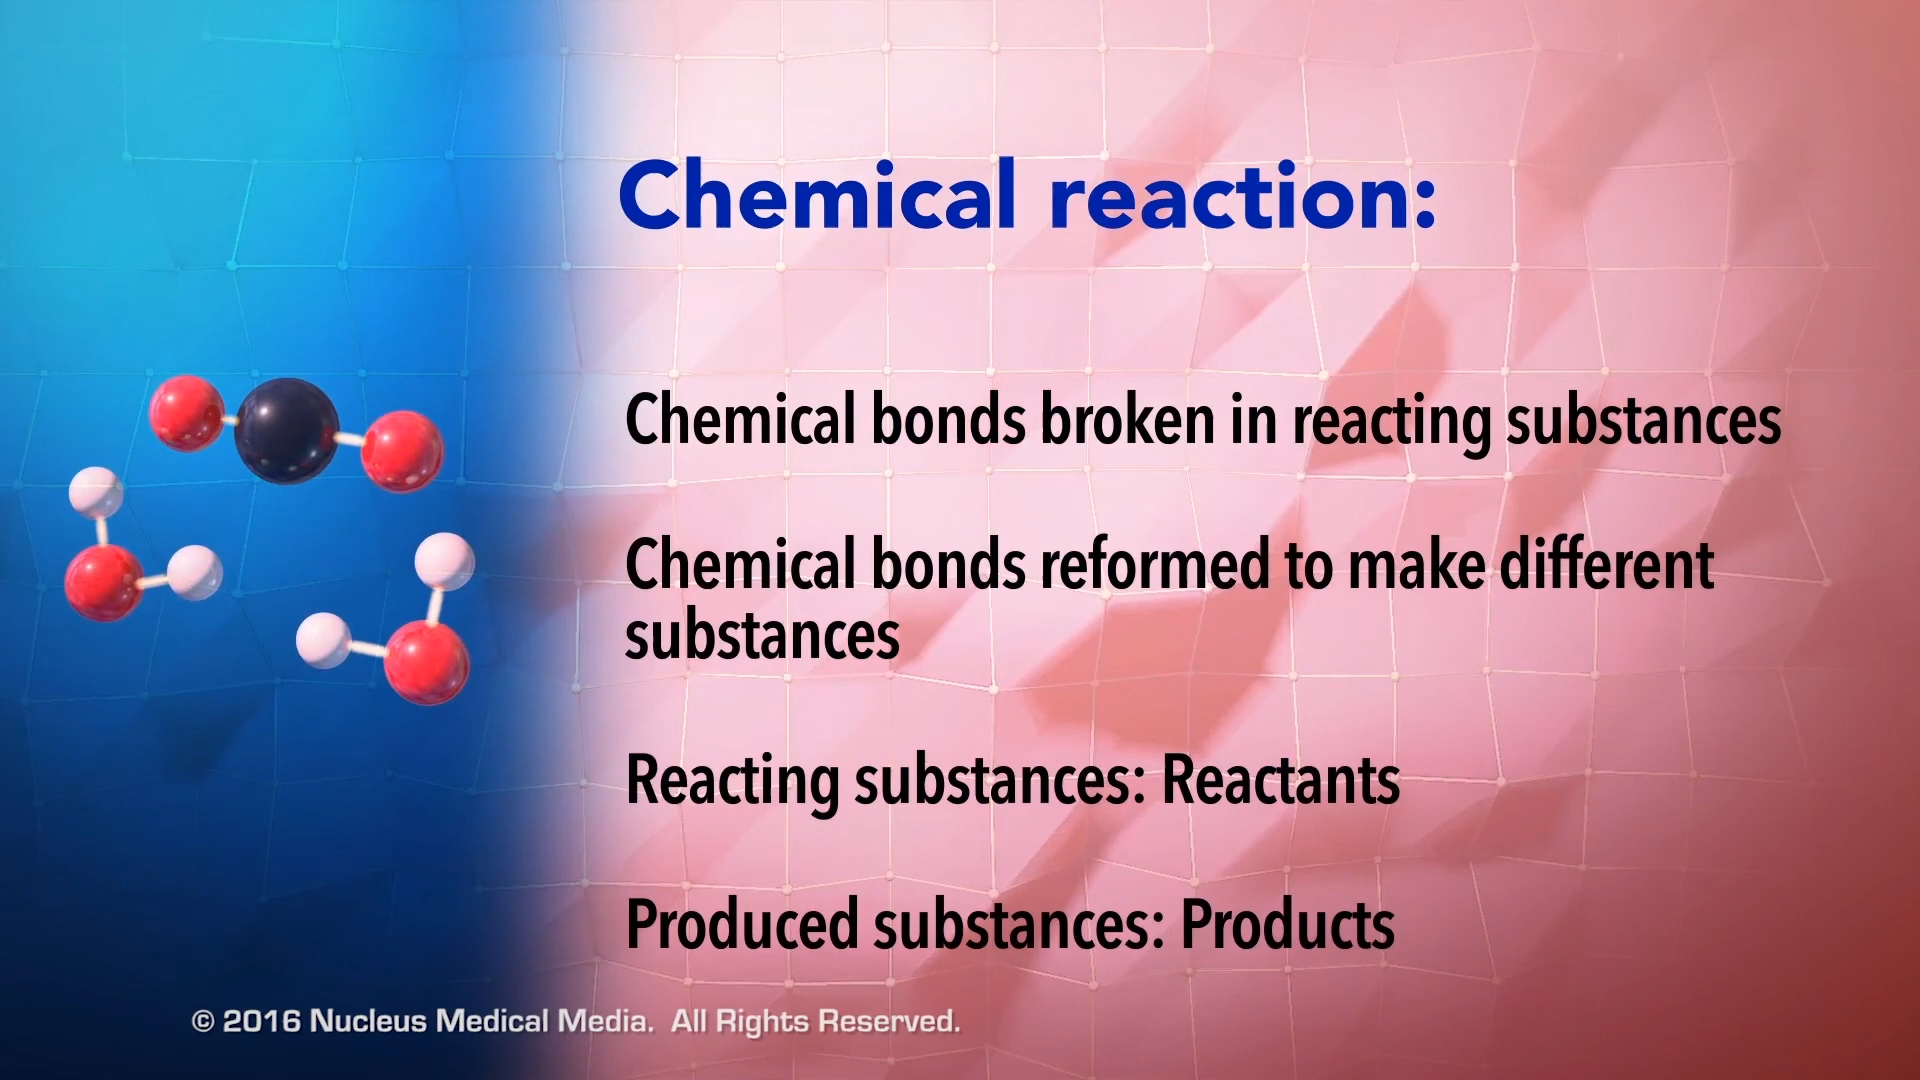 Chemical reaction:
Chemical bonds broken in reacting substances
Chemical bonds reformed to make different
substances
Reacting substances: Reactants
Produced substances: Products
© 2016 Nucleus Medical Media.  All Rights Reserved.